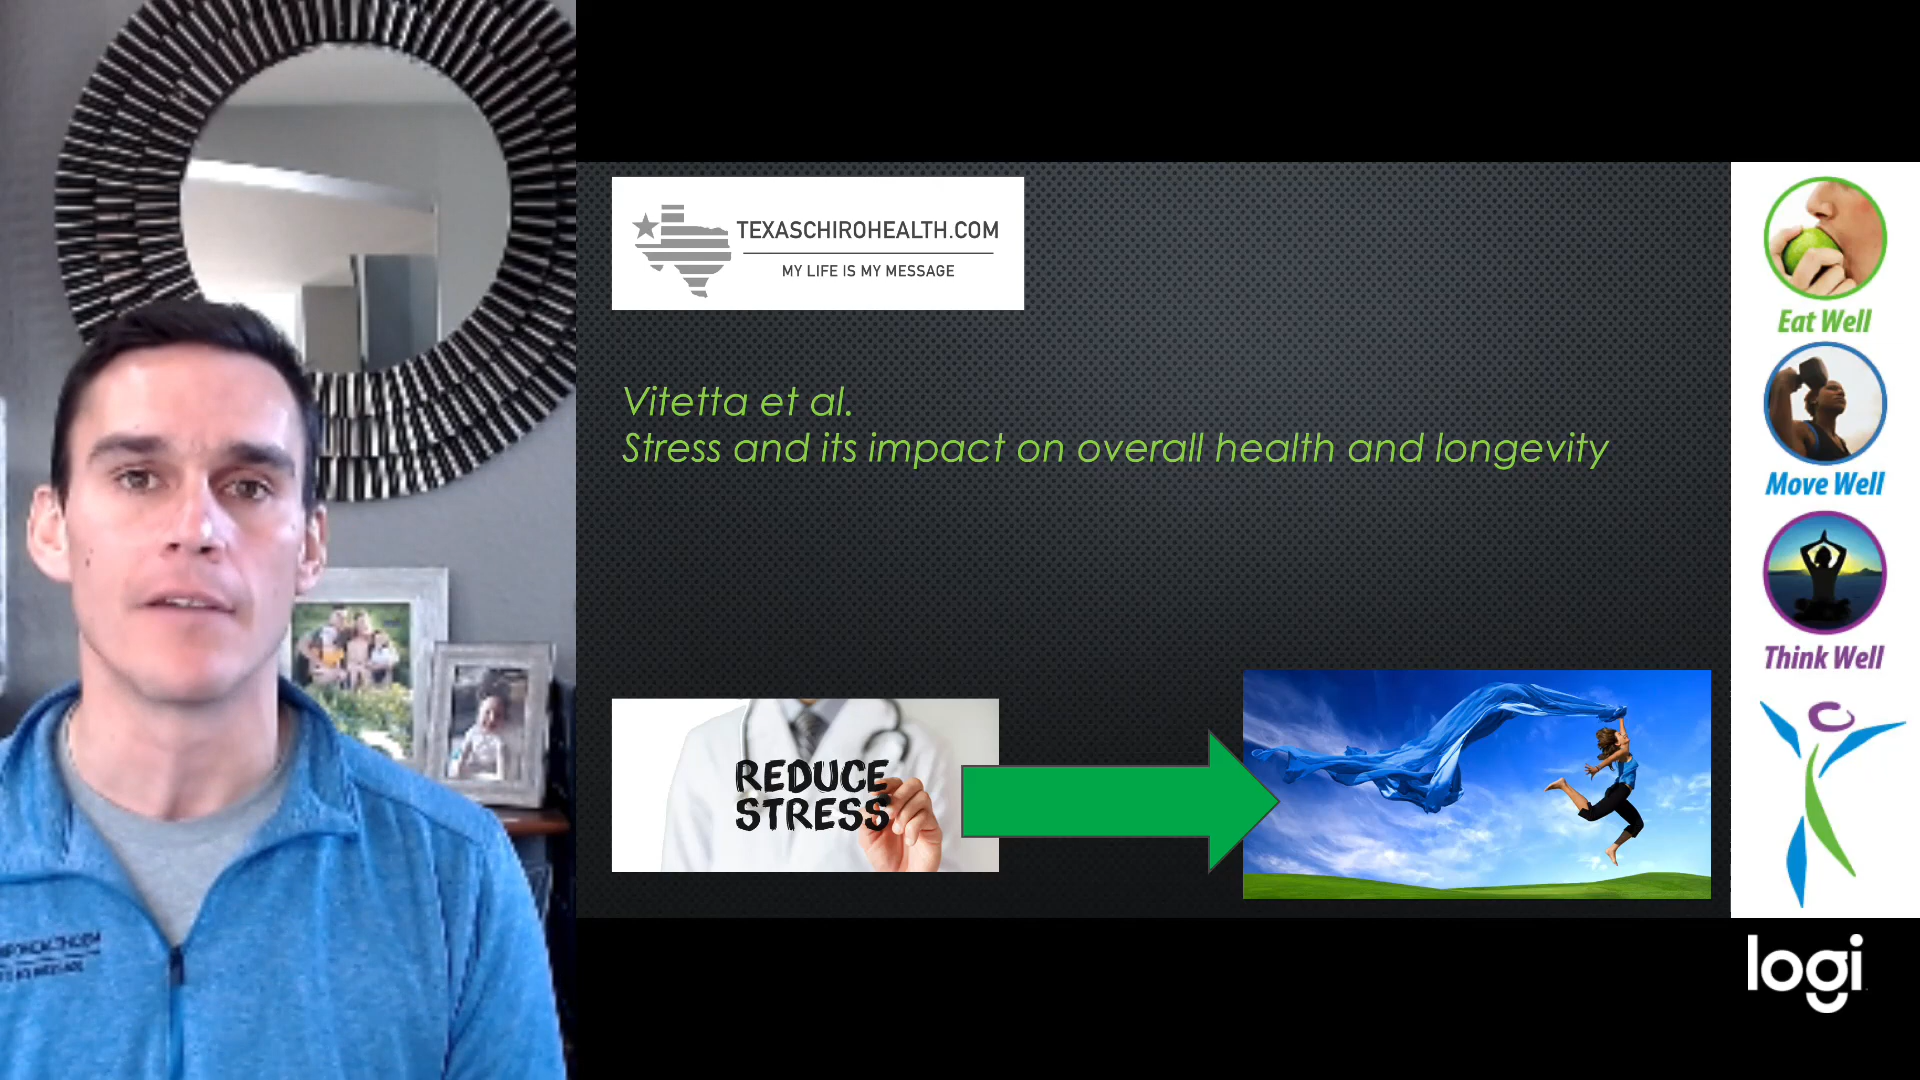 TEXASCHIROHEALTH.COM
MY LIFE IS MY MESSAGE
Vitetta et al.
Stress and its impact on overall health and longevity
REDUCE
STRESS
Eat Well
Move Well
Think Well
logi